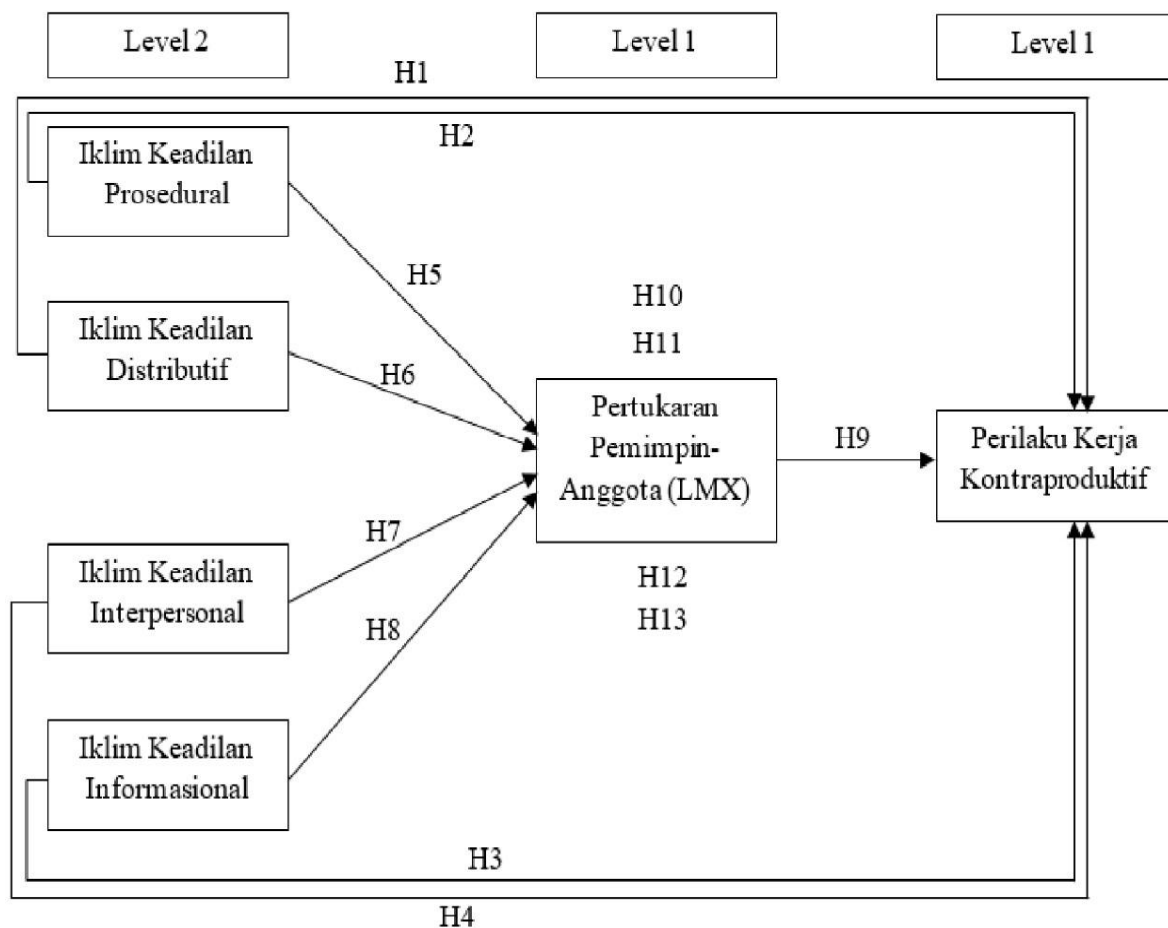 Level 2
Level 1
Level 1
H1
H2
Iklim Keadilan
Prosedural
H5
Iklim Keadilan
Distributif
H6
H10
H11
Pertukaran
Pemimpin-
Anggota (LMX)
H9
Perilaku Kerja
Kontraproduktif
H7
Iklim Keadilan
Interpersonal
H8
H12
H13
Iklim Keadilan
Informasional
H3
H4